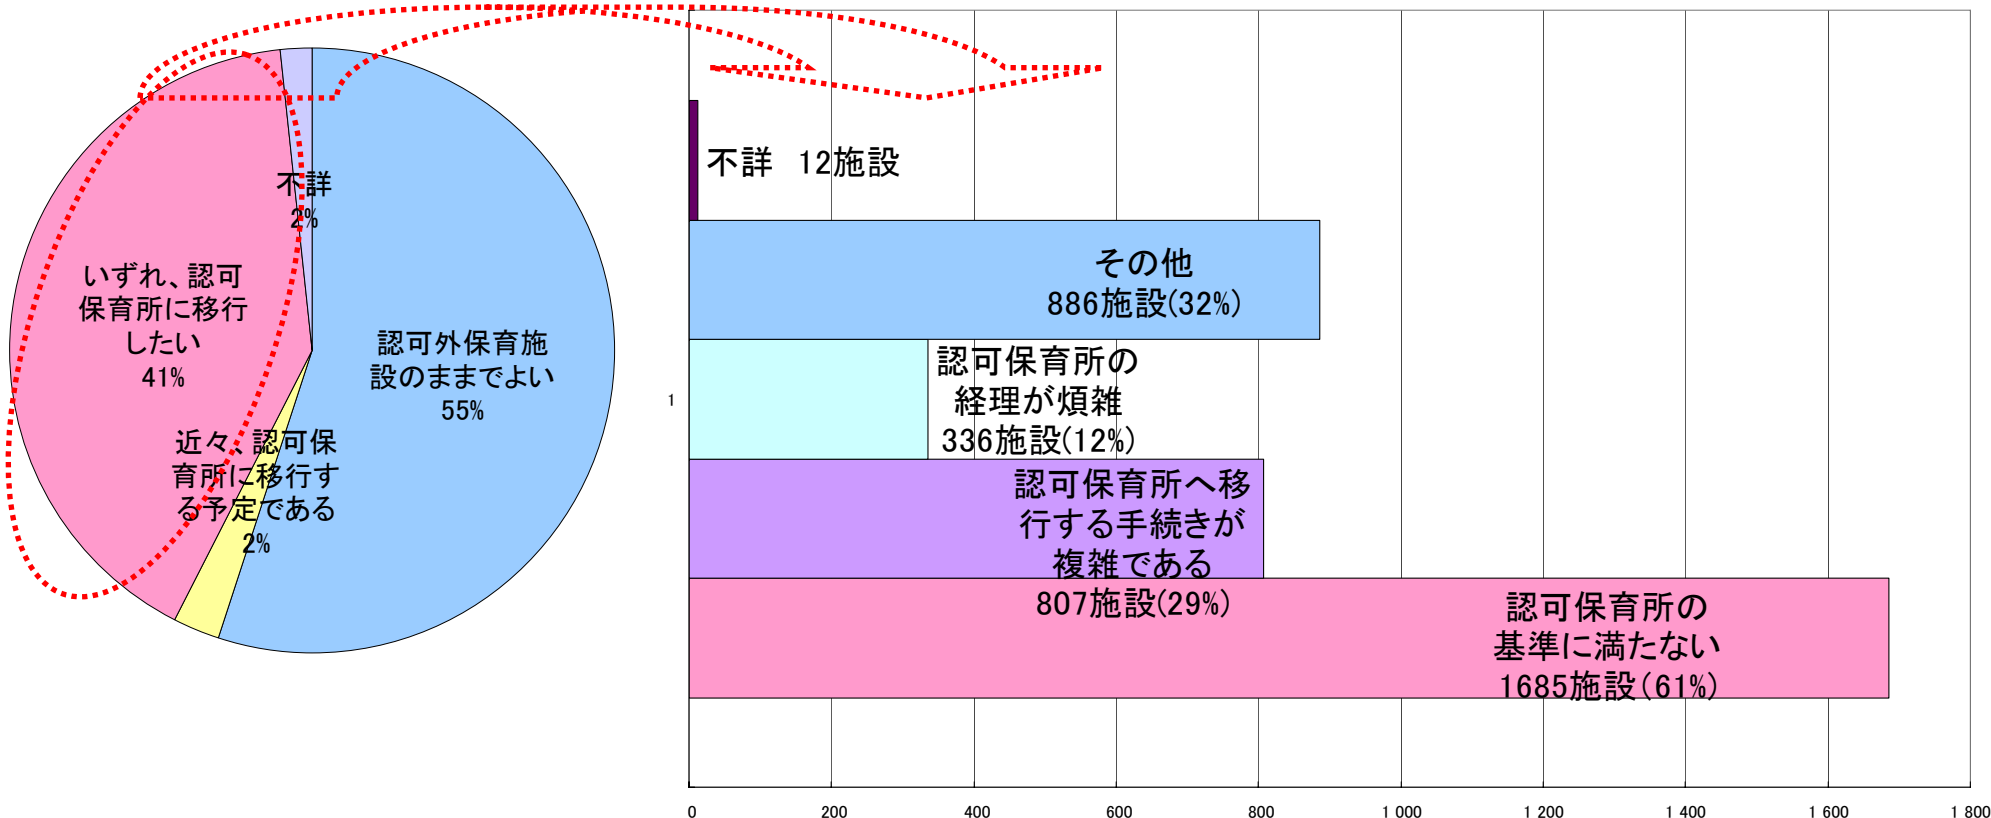 不詳
2%
いずれ、認可
保育所に移行
したい
41%
認可外保育施
設のままでよい
55%
近々、認可保
育所に移行す
る予定である
2%
不詳　12施設
その他
886施設(32%)
認可保育所の
経理が煩雑
336施設(12%)
認可保育所へ移
行する手続きが
複雑である
807施設(29%)
認可保育所の
基準に満たない
1685施設(61%)
1
0 200 400 600 800 1 000 1 200 1 400 1 600 1 800